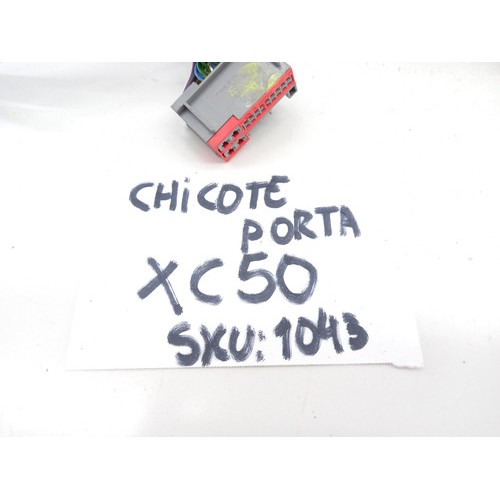 CHiCOTE
PORTA
XC50
SKU:1043